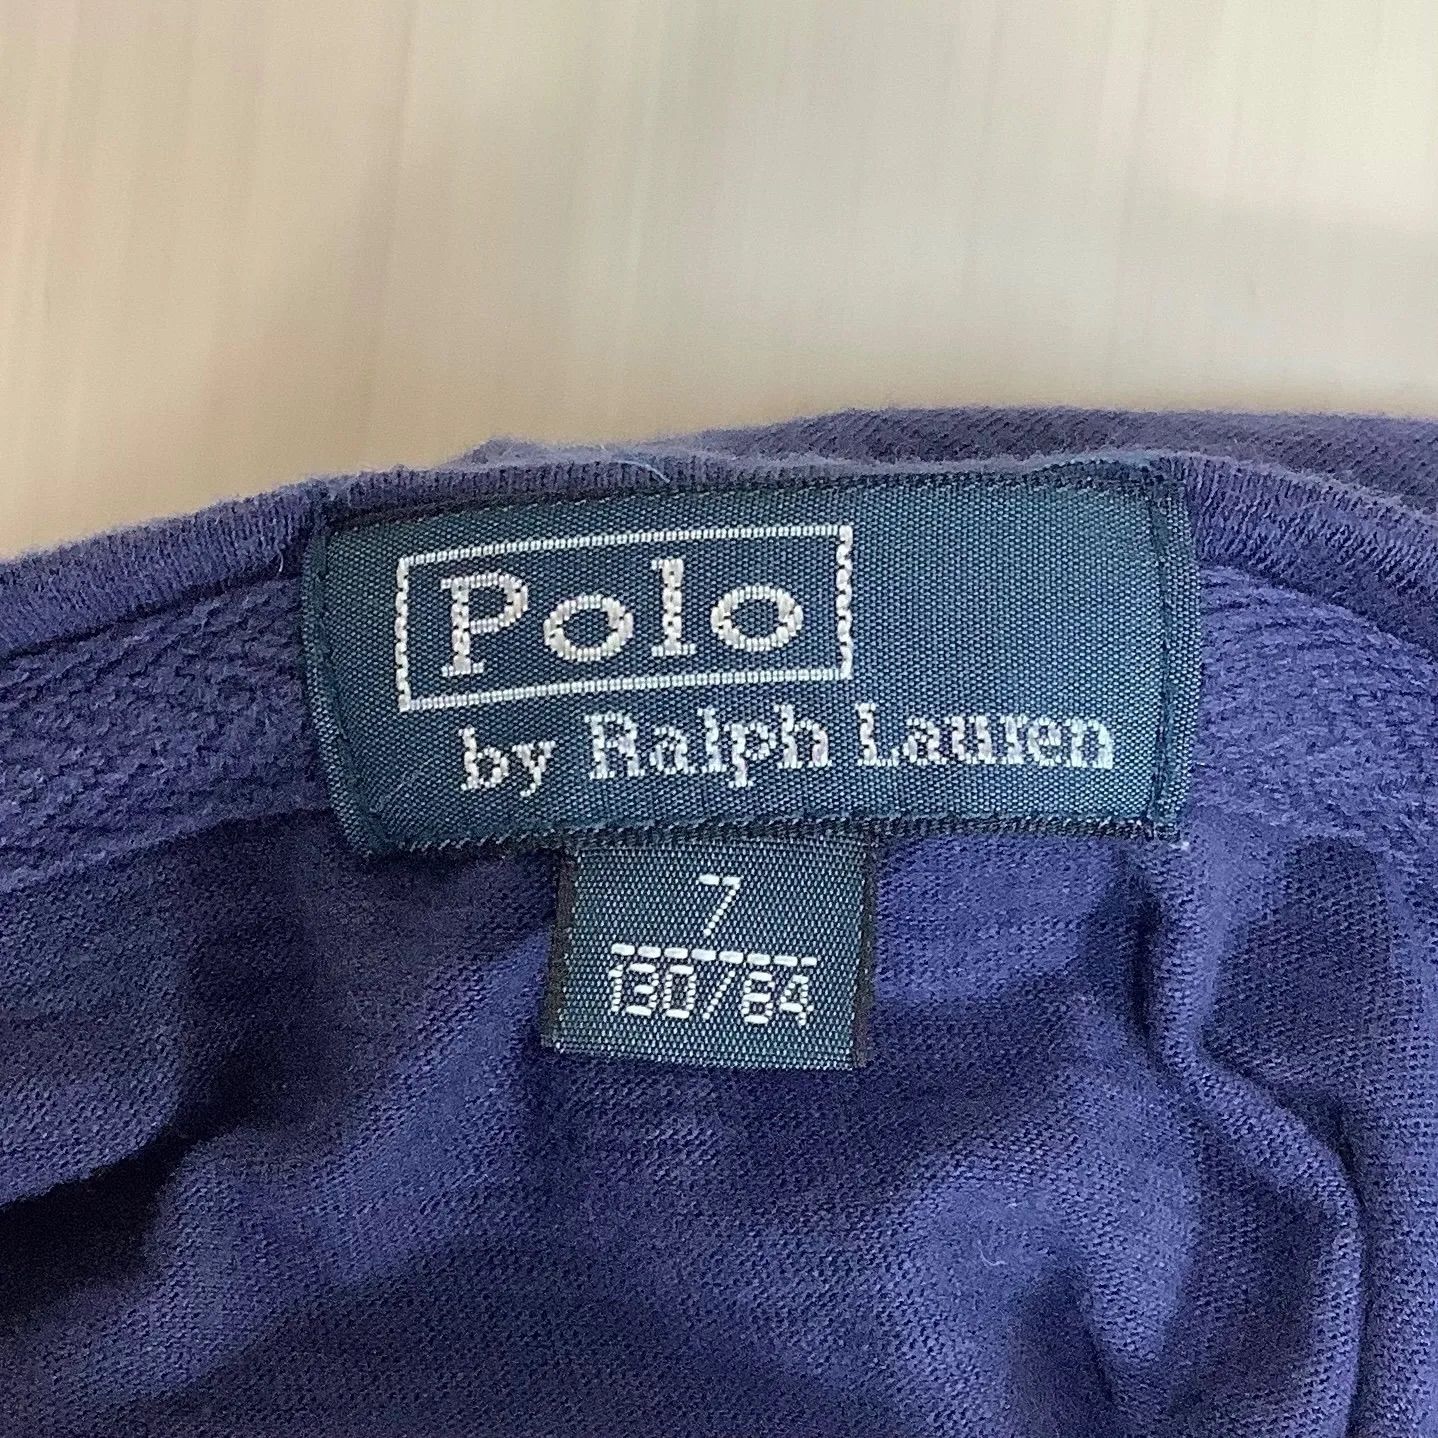 Polo
by Ralph Lauren
7
130/64